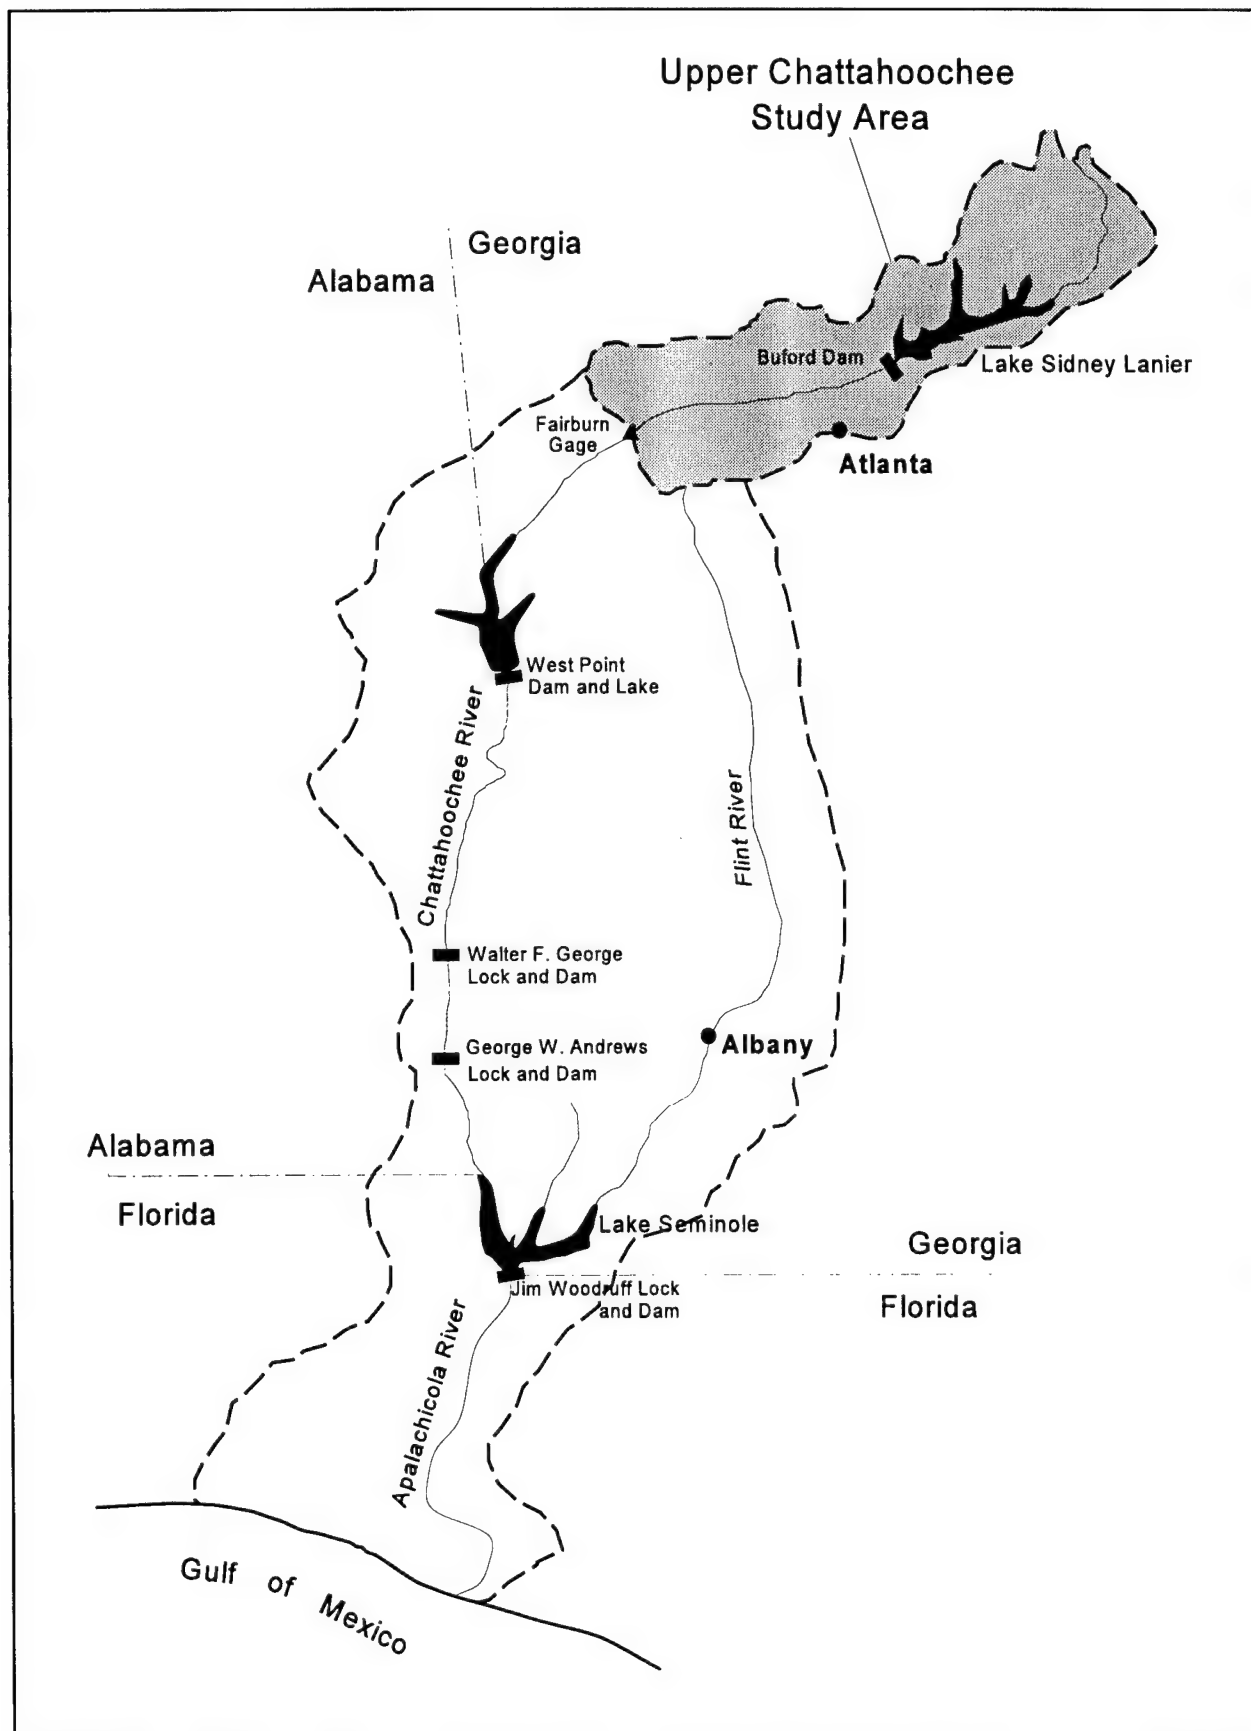 Upper Chattahoochee
Study Area
Georgia
Alabama
Buford Dam
Lake Sidney Lanier
Fairburn
Gage
Atlanta
West Point
Dam and Lake
Chattahoochee River
Flint River
Walter F. George
Lock and Dam
George W. Andrews
Lock and Dam
Albany
Alabama
Florida
Lake Seminole
Georgia
Florida
Jim Woodruff Lock
and Dam
Apalachicola River
Gulf of Mexico